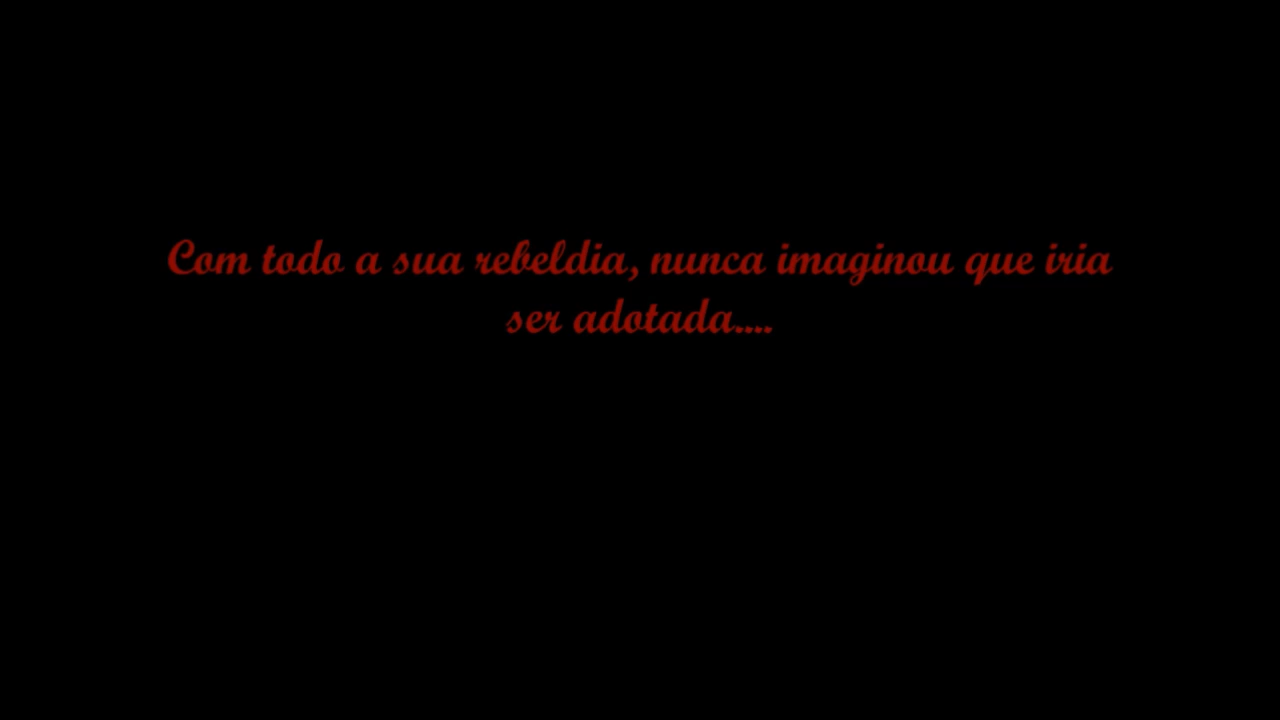 Com todo a sua rebeldia, nunca imaginou que iria
ser adotada....